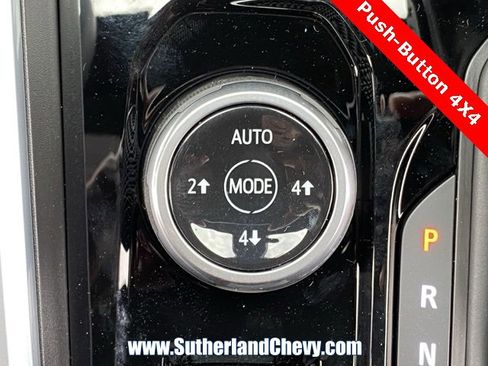 Push-Button 4X4
AUTO
2⬆ MODE 4⬆
4⬇
P
R
N
www.SutherlandChevy.com